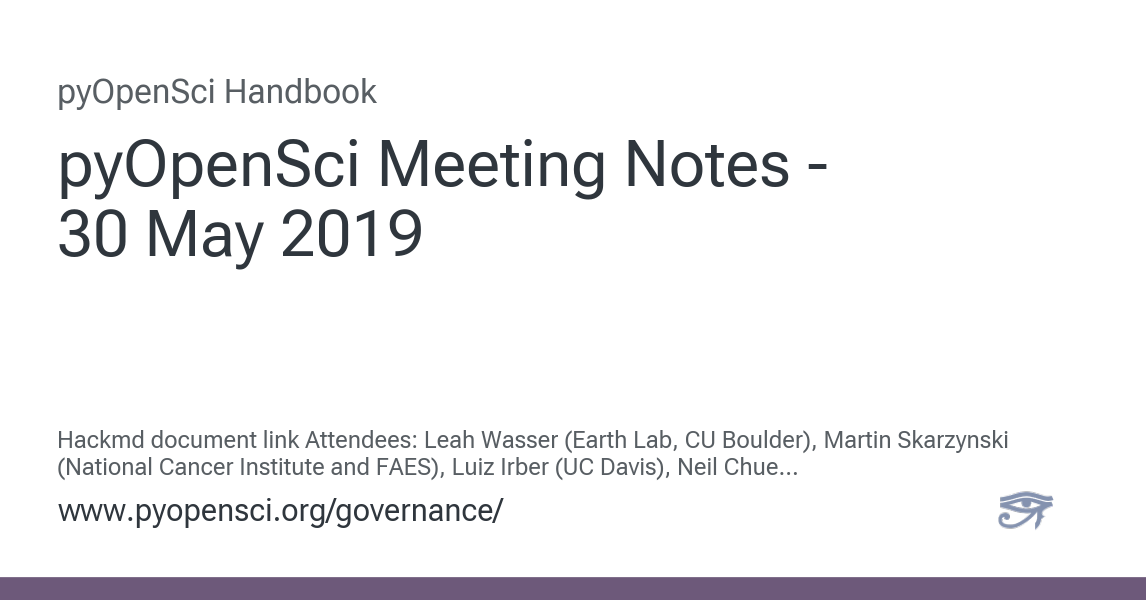 pyOpenSci Handbook
pyOpenSci Meeting Notes -
30 May 2019
Hackmd document link Attendees: Leah Wasser (Earth Lab, CU Boulder), Martin Skarzynski
(National Cancer Institute and FAES), Luiz Irber (UC Davis), Neil Chue...
www.pyopensci.org/governance/